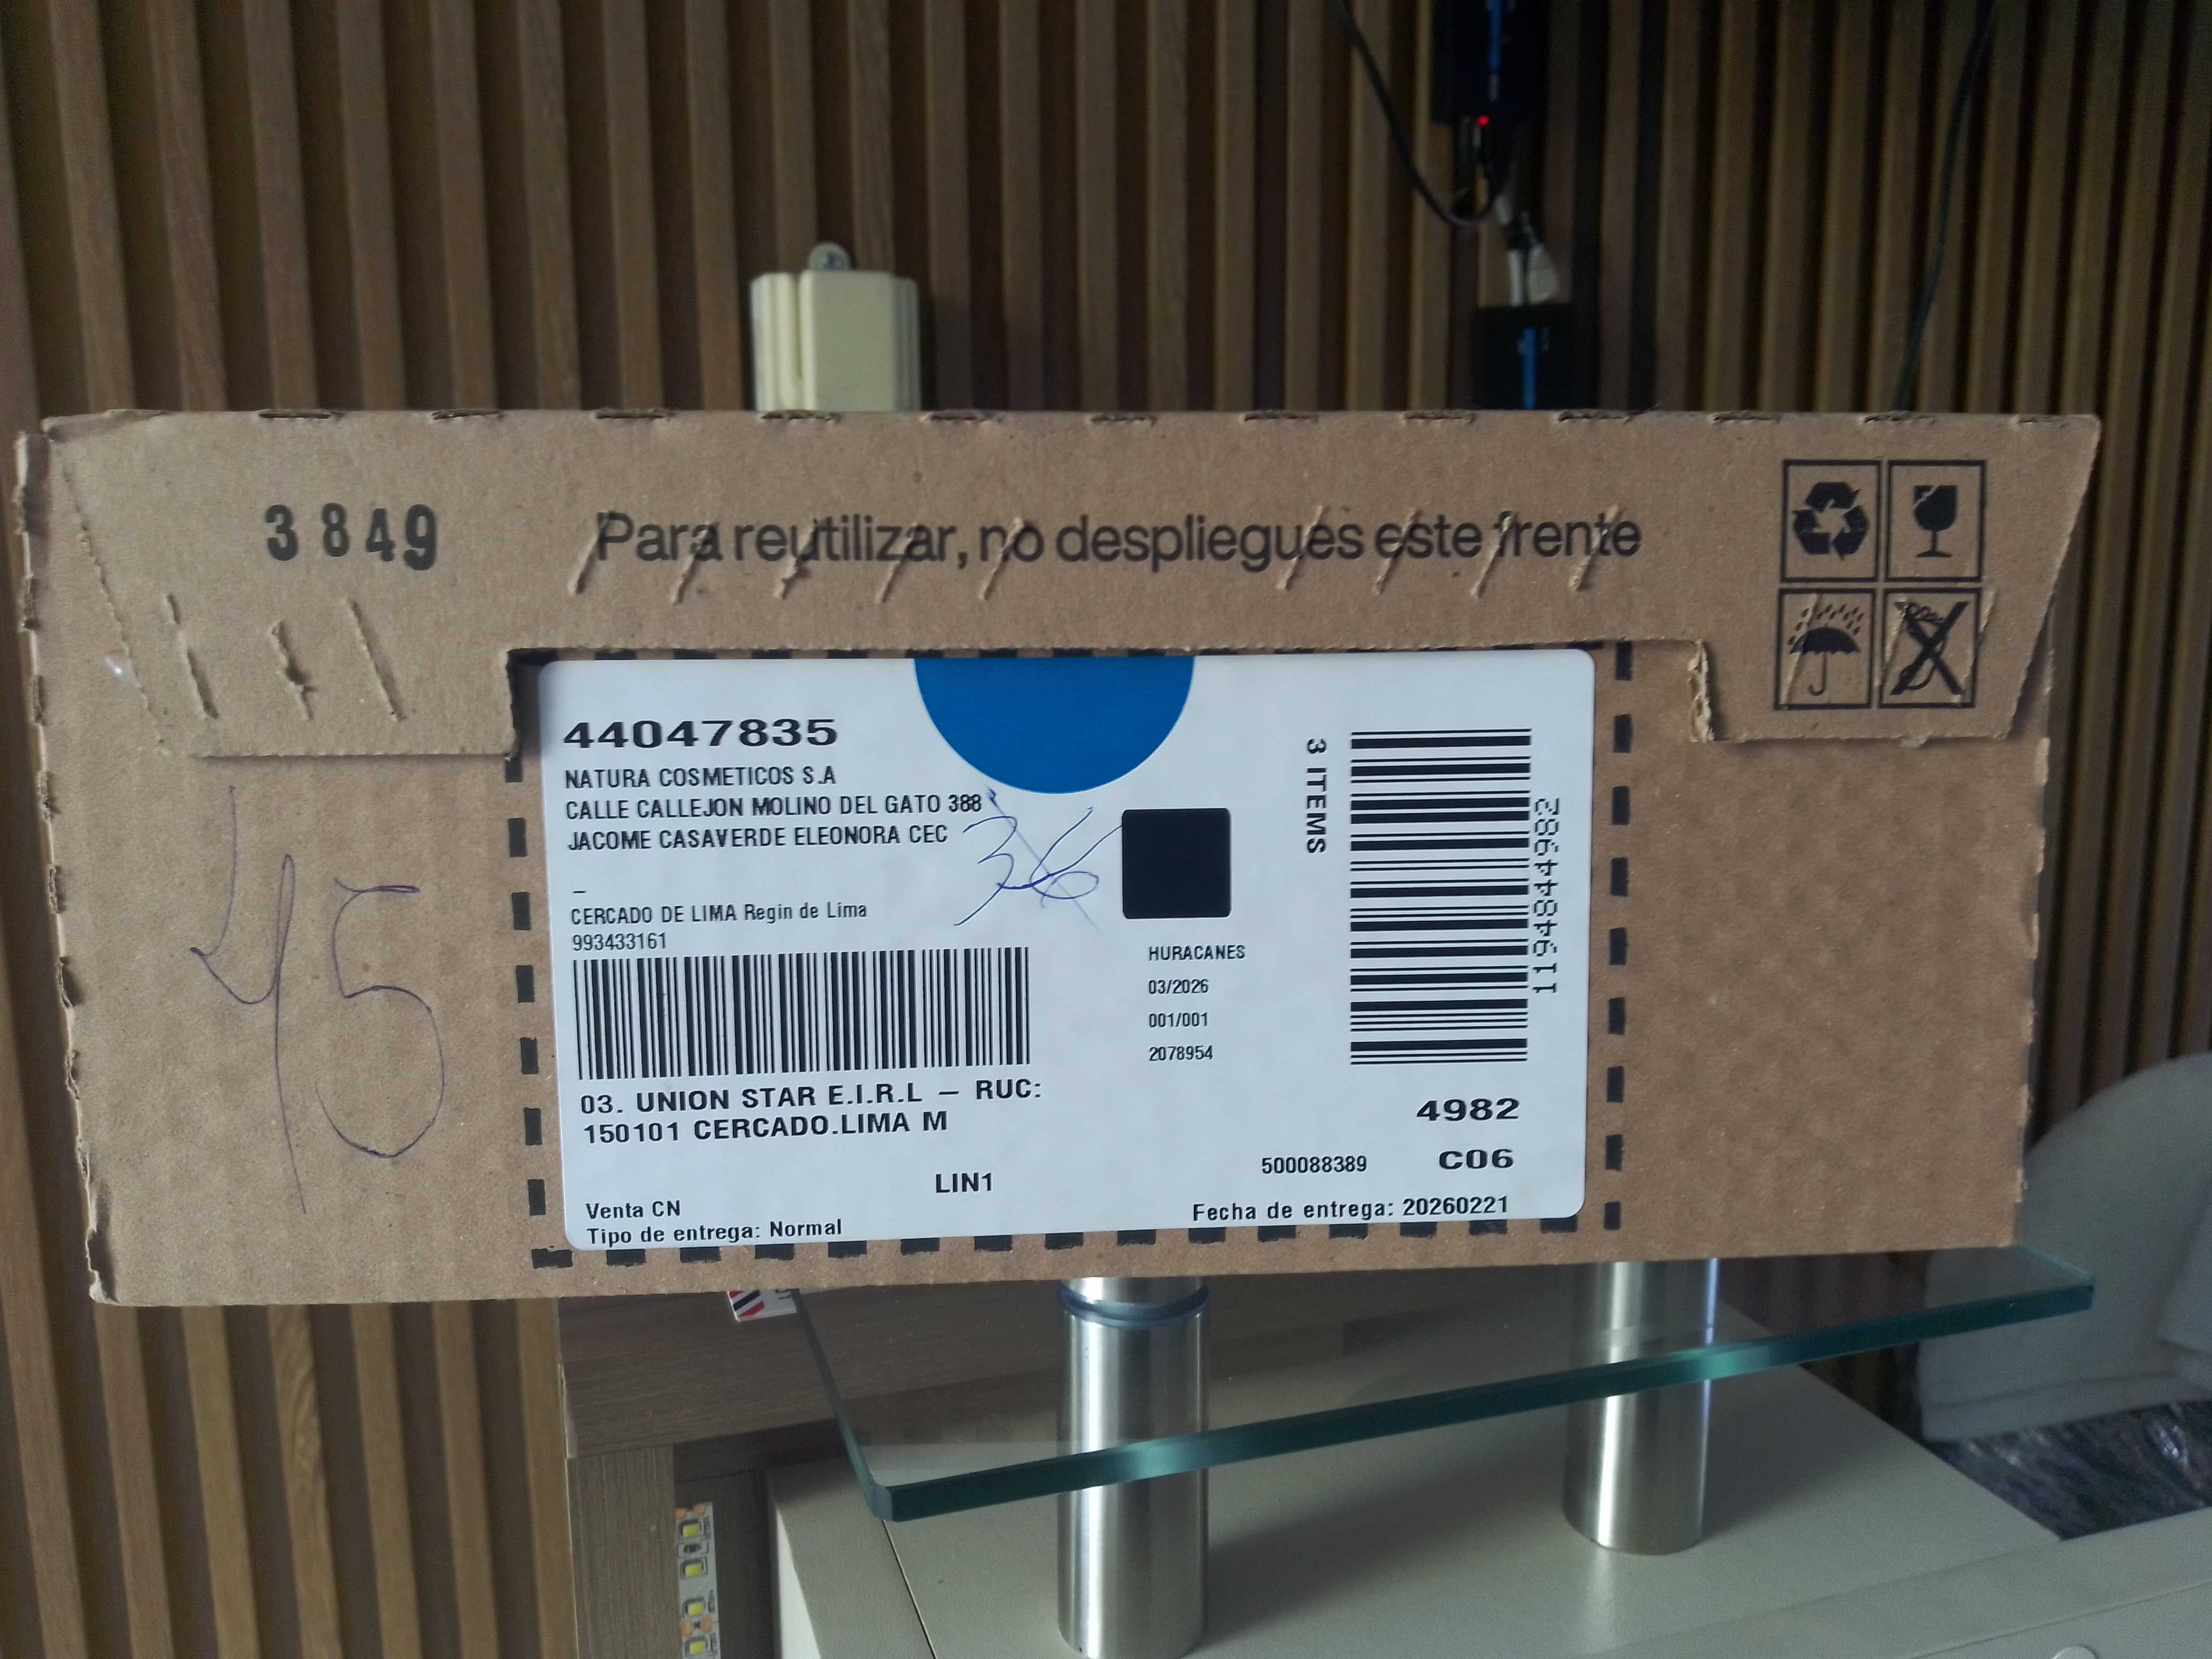 3849
Para reutilizar, no despliegues este frente
44047835
NATURA COSMETICOS S.A
CALLE CALLEJON MOLINO DEL GATO 388
JACOME CASAVERDE ELEONORA CEC
–
CERCADO DE LIMA Regin de Lima
993433161
36
45
3 ITEMS
HURACANES
03/2026
001/001
2078954
03. UNION STAR E.I.R.L – RUC:
150101 CERCADO.LIMA M
4982
500088389
C06
LIN1
Venta CN
Tipo de entrega: Normal
Fecha de entrega: 20260221